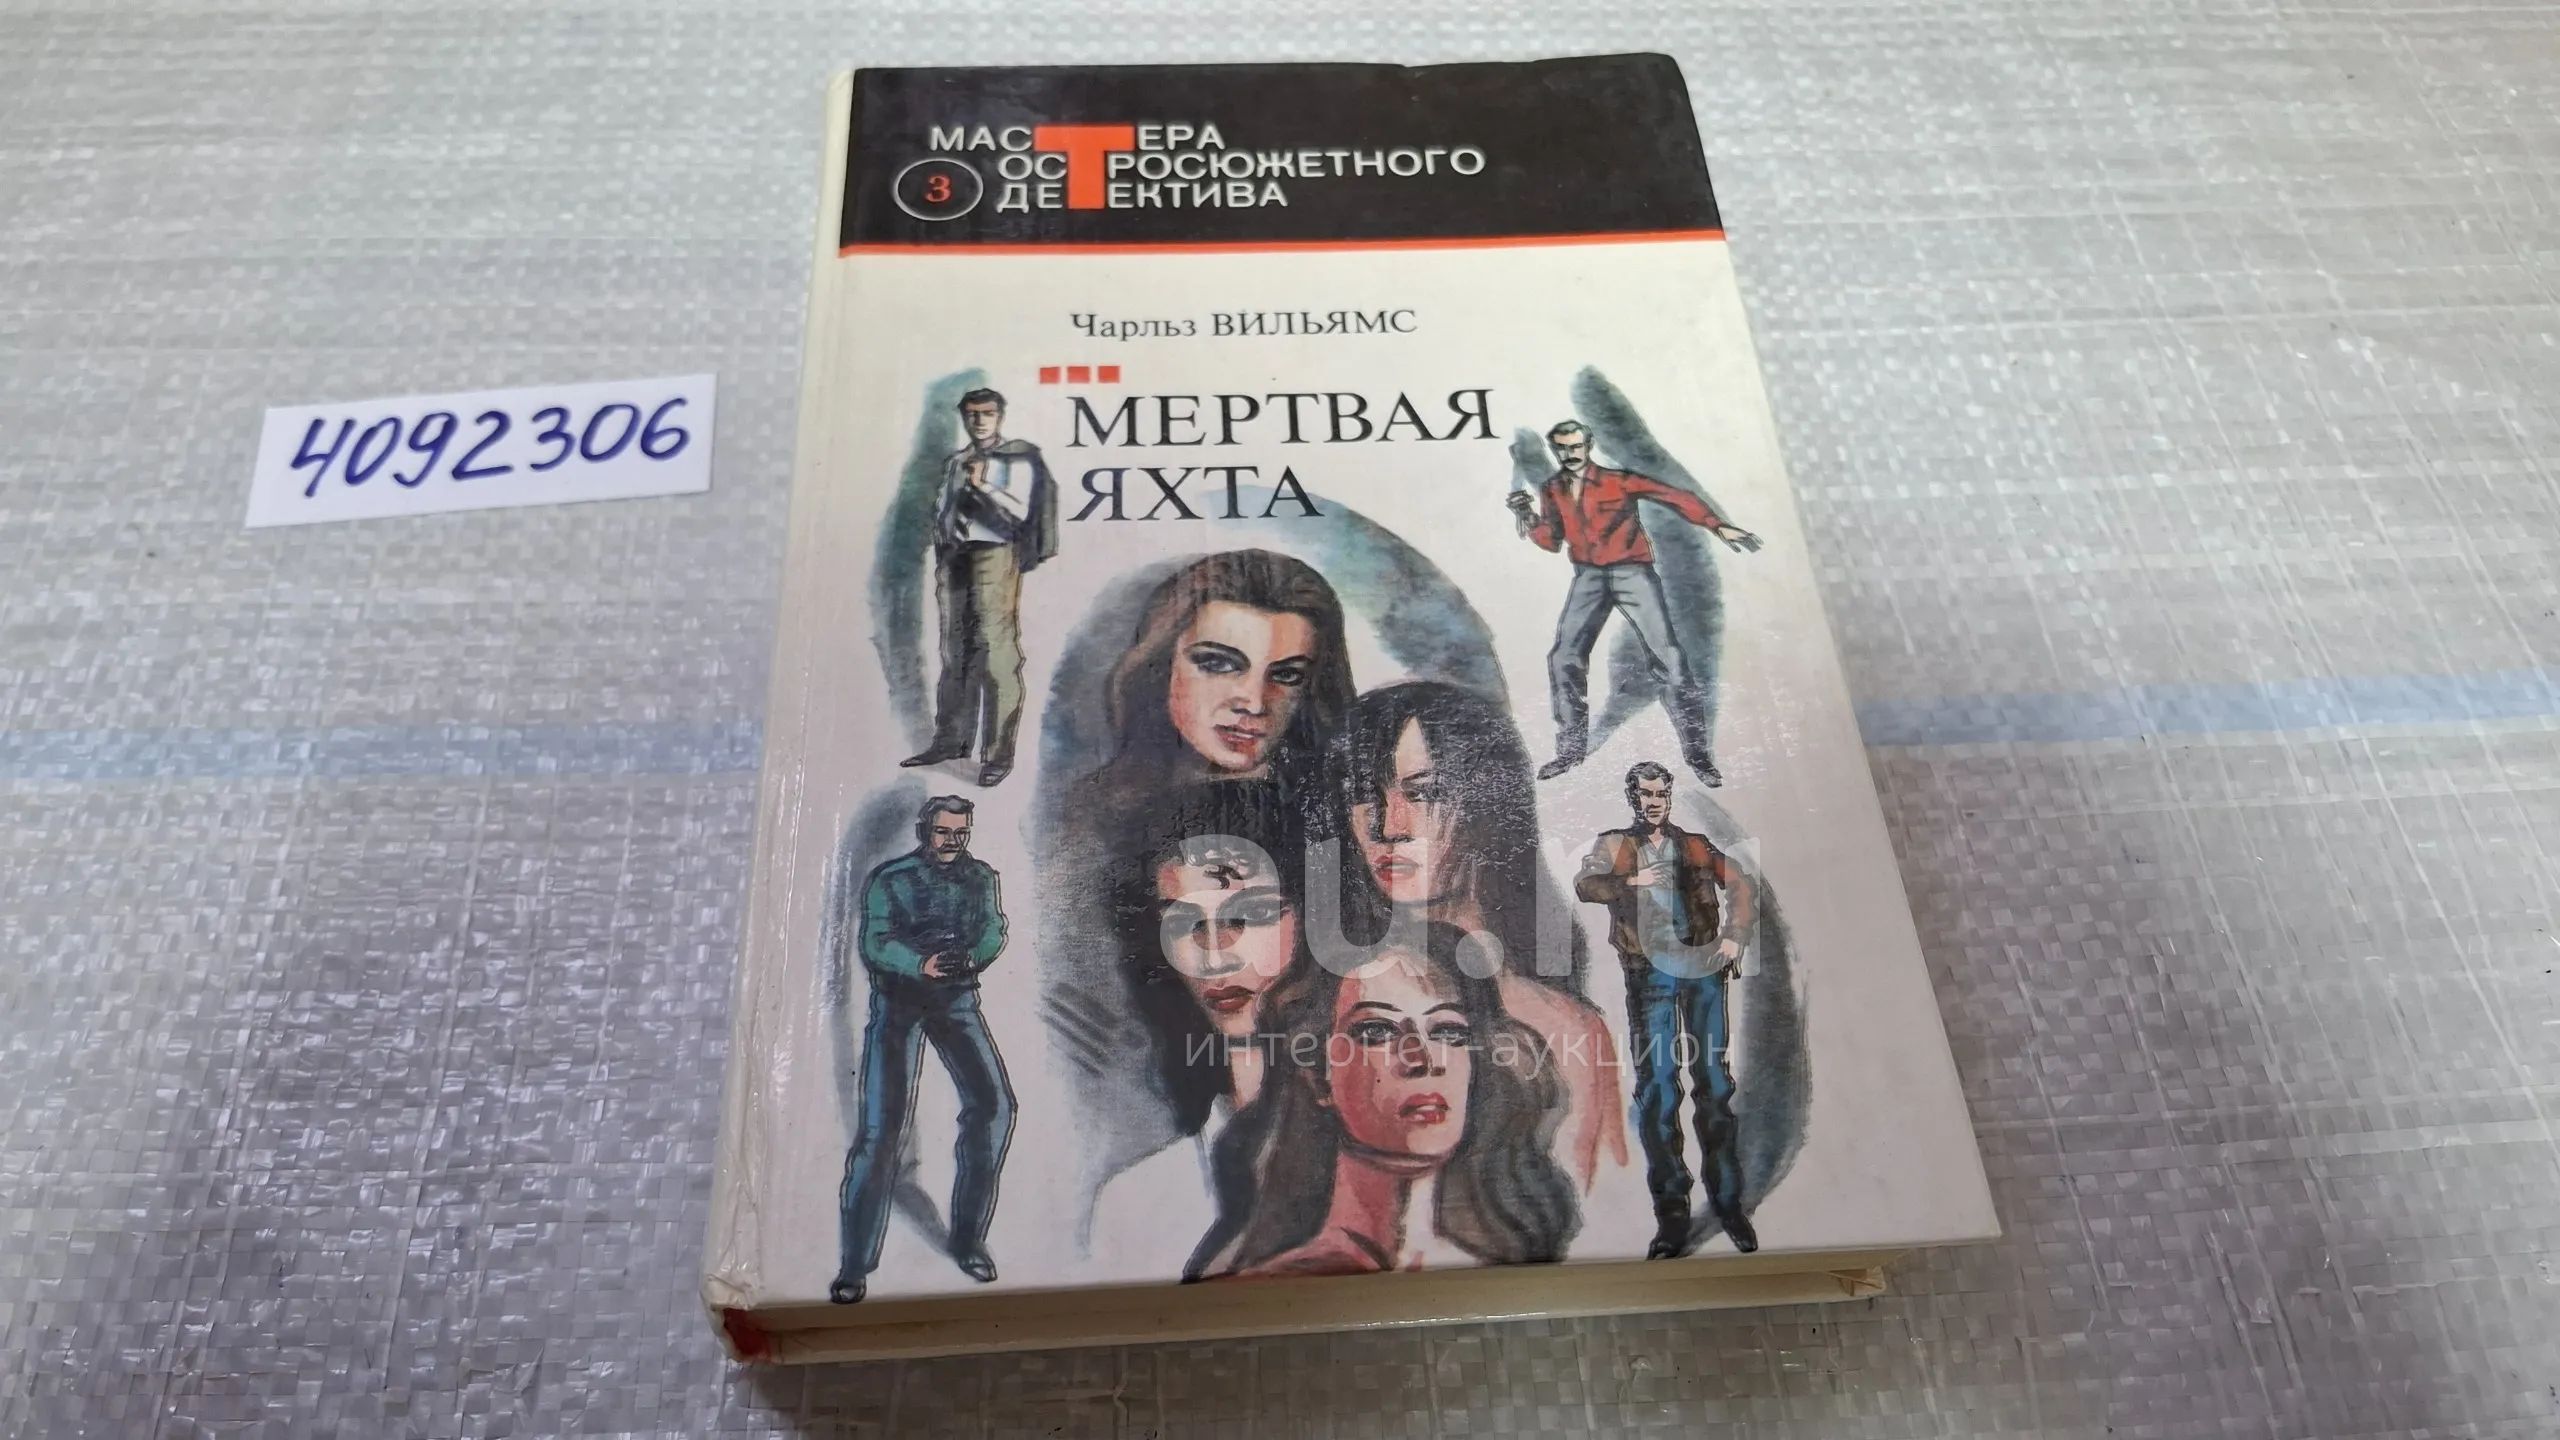 МАСТЕРА
ОСТРОСЮЖЕТНОГО
3 ДЕТЕКТИВА
Чарльз ВИЛЬЯМС
МЕРТВАЯ
ЯХТА
4092306
au.ru
интернет-аукцион